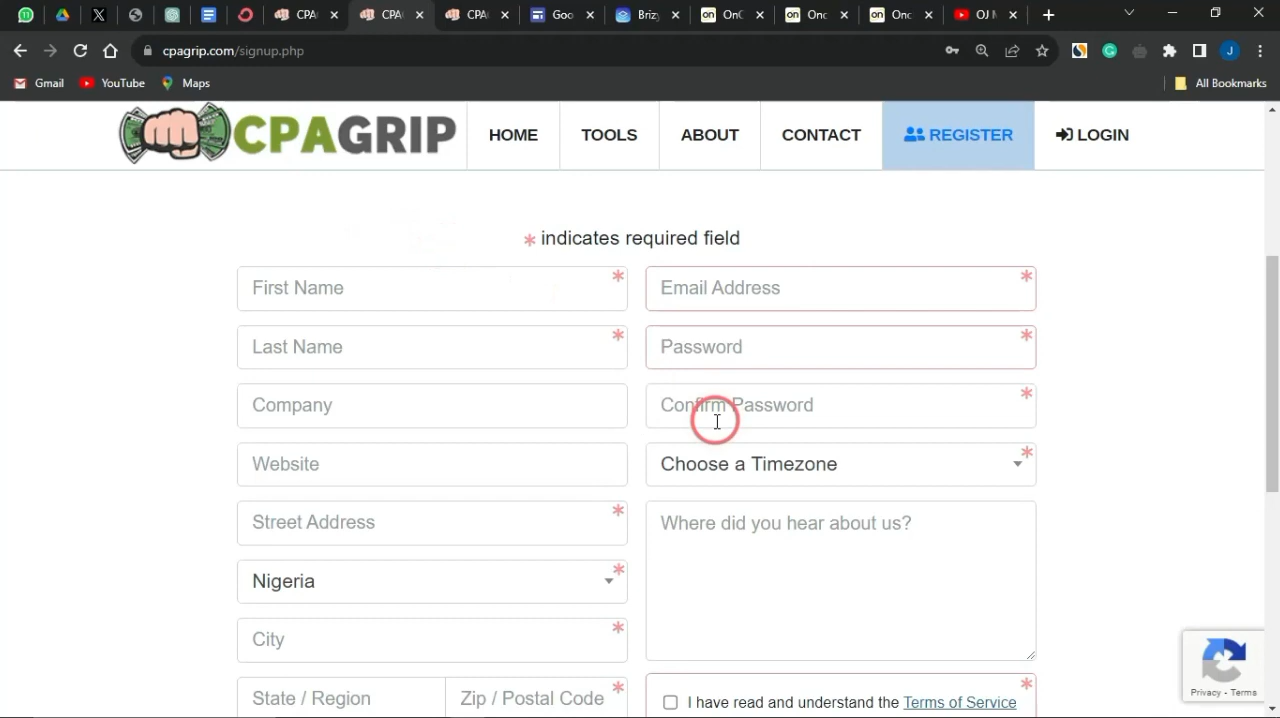 CPA
CPA
CPA
Goo
Brizy
OnC
Onc
Onc
OJ M
cpagrip.com/signup.php
J
Gmail
YouTube
Maps
All Bookmarks
CPAGRIP
HOME
TOOLS
ABOUT
CONTACT
REGISTER
LOGIN
* indicates required field
First Name *
Email Address *
Last Name *
Password *
Company
Confirm Password *
Website
Choose a Timezone *
Street Address *
Where did you hear about us?
Nigeria *
City *
State / Region
Zip / Postal Code *
I have read and understand the Terms of Service *
Privacy - Terms